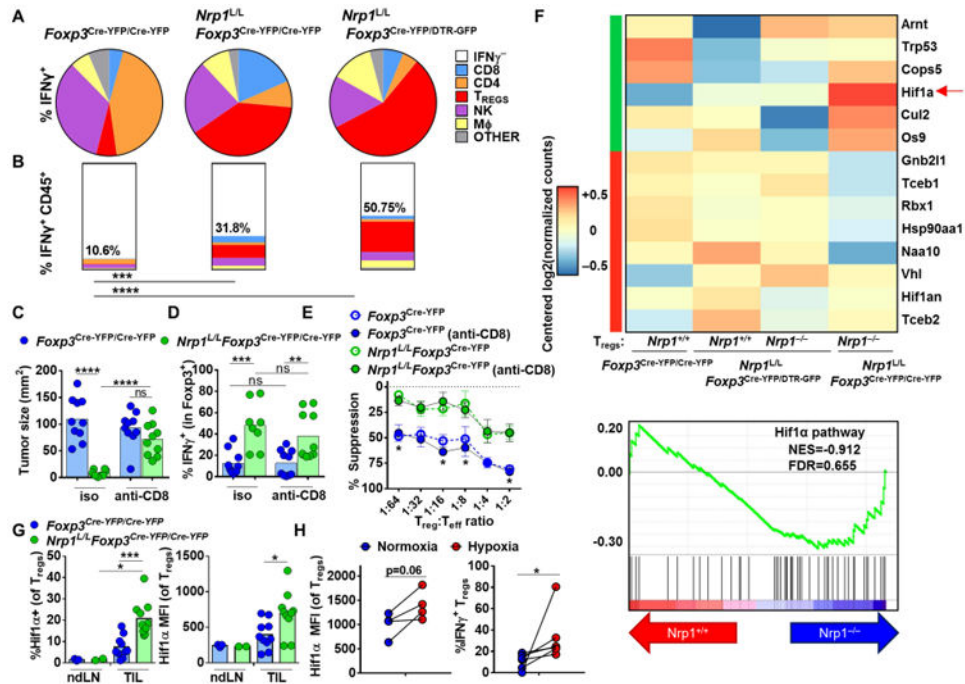 A
Foxp3Cre-YFP/Cre-YFP
Nrp1L/L
Foxp3Cre-YFP/Cre-YFP
Nrp1L/L
Foxp3Cre-YFP/DTR-GFP
% IFNγ+
IFNγ−
CD8
CD4
TREGS
NK
Mϕ
OTHER
B
% IFNγ+ CD45+
10.6%
31.8%
50.75%
***
****
C
Foxp3Cre-YFP/Cre-YFP
D
Nrp1L/LFoxp3Cre-YFP/Cre-YFP
Tumor size (mm2)
200
150
100
50
0
****
****
ns
iso
anti-CD8
% IFNγ+ (in Foxp3+)
120
90
60
30
0
***
**
ns
ns
iso
anti-CD8
E
Foxp3Cre-YFP
Foxp3Cre-YFP (anti-CD8)
Nrp1L/LFoxp3Cre-YFP
Nrp1L/LFoxp3Cre-YFP (anti-CD8)
% Suppression
0
25
50
75
100
*
*
*
*
1:64
1:32
1:16
1:8
1:4
1:2
Treg:Teff ratio
F
Centered log2(normalized counts)
+0.5
−0.5
Arnt
Trp53
Cops5
Hif1a
Cul2
Os9
Gnb2l1
Tceb1
Rbx1
Hsp90aa1
Naa10
Vhl
Hif1an
Tceb2
Tregs:
Nrp1+/+
Nrp1+/+
Nrp1−/−
Nrp1−/−
Foxp3Cre-YFP/Cre-YFP
Nrp1L/L
Foxp3Cre-YFP/DTR-GFP
Nrp1L/L
Foxp3Cre-YFP/Cre-YFP
0.20
0.00
-0.30
Hif1α pathway
NES=-0.912
FDR=0.655
Nrp1+/+
Nrp1−/−
G
Foxp3Cre-YFP/Cre-YFP
Nrp1L/LFoxp3Cre-YFP/Cre-YFP
%Hif1α+ (of Tregs)
50
40
30
20
10
0
***
*
ndLN
TIL
Hif1α MFI (of Tregs)
1500
1000
500
0
*
ndLN
TIL
H
Normoxia
Hypoxia
Hif1α MFI (of Tregs)
2000
1500
1000
500
0
p=0.06
%IFNγ+ Tregs
100
80
60
40
20
0
*